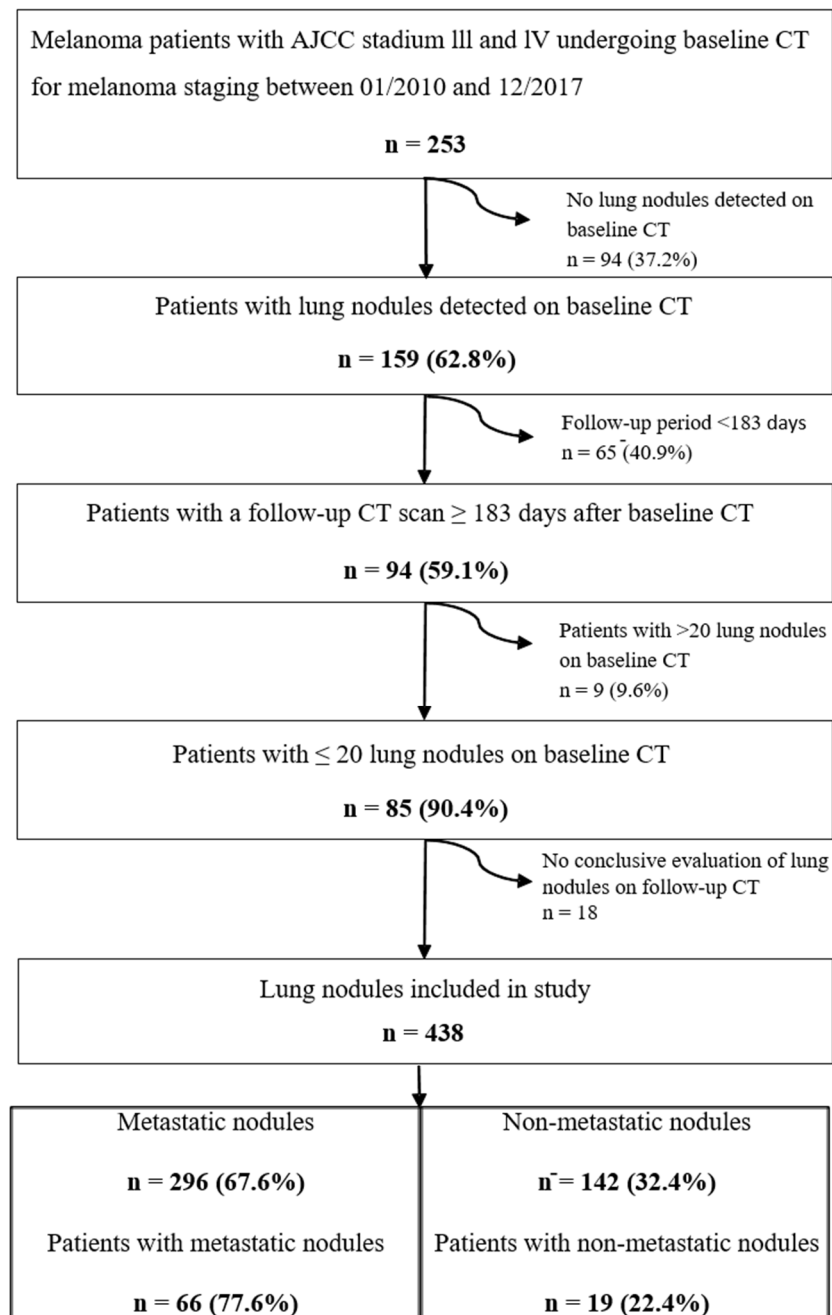 Melanoma patients with AJCC stadium lll and lV undergoing baseline CT
for melanoma staging between 01/2010 and 12/2017
n = 253
No lung nodules detected on
baseline CT
n = 94 (37.2%)
Patients with lung nodules detected on baseline CT
n = 159 (62.8%)
Follow-up period <183 days
n = 65 (40.9%)
Patients with a follow-up CT scan ≥ 183 days after baseline CT
n = 94 (59.1%)
Patients with >20 lung nodules
on baseline CT
n = 9 (9.6%)
Patients with ≤ 20 lung nodules on baseline CT
n = 85 (90.4%)
No conclusive evaluation of lung
nodules on follow-up CT
n = 18
Lung nodules included in study
n = 438
Metastatic nodules
n = 296 (67.6%)
Patients with metastatic nodules
n = 66 (77.6%)
Non-metastatic nodules
n = 142 (32.4%)
Patients with non-metastatic nodules
n = 19 (22.4%)